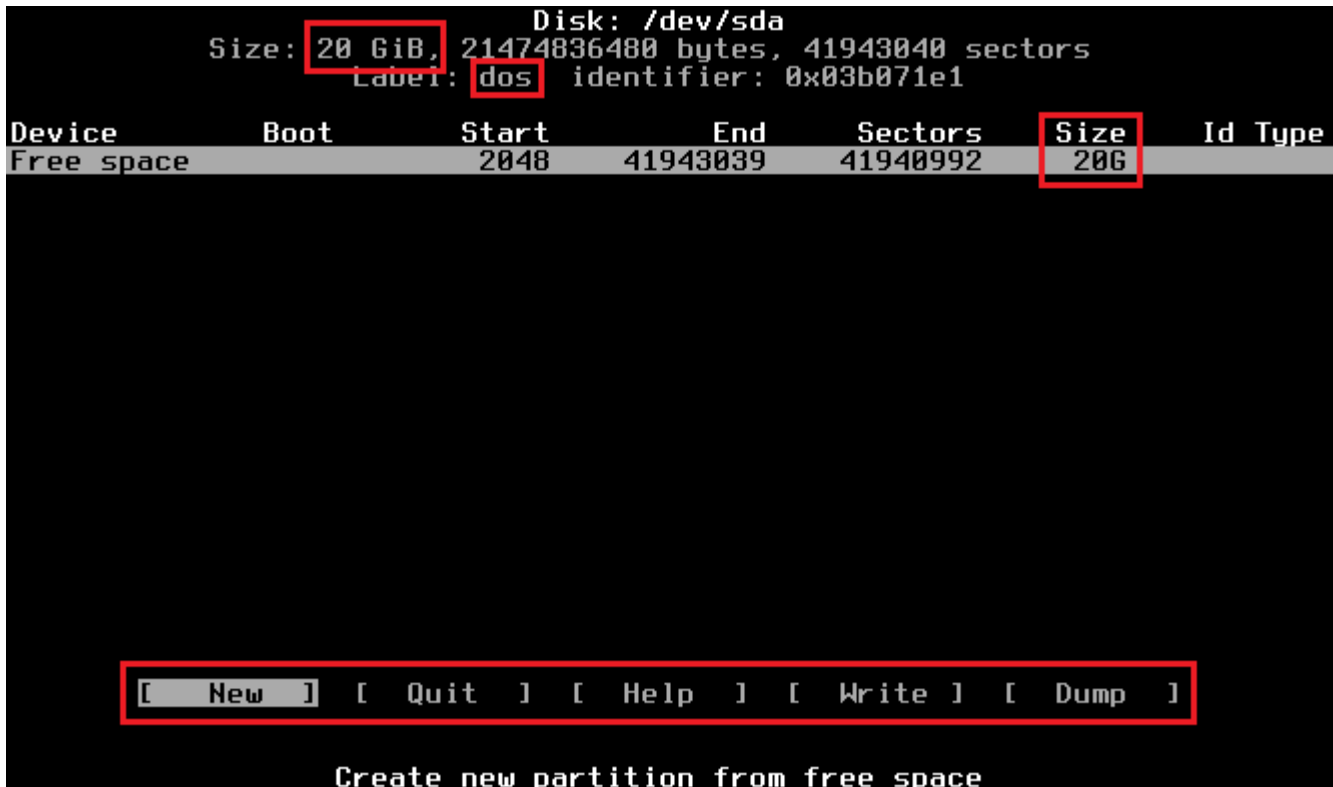 Disk: /dev/sda
Size: 20 GiB, 21474836480 bytes, 41943040 sectors
Label: dos identifier: 0x03b071e1
Device Boot Start End Sectors Size Id Type
Free space 2048 41943039 41940992 20G
[ New ] [ Quit ] [ Help ] [ Write ] [ Dump ]
Create new partition from free space